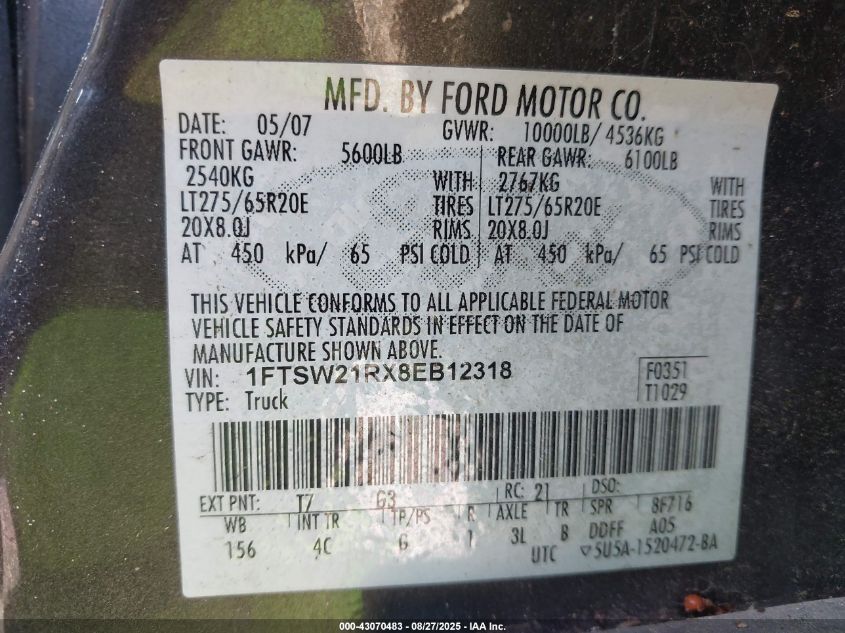 MFD. BY FORD MOTOR CO.
DATE: 05/07 GVWR: 10000LB/ 4536KG
FRONT GAWR: 5600LB REAR GAWR: 6100LB
2540KG WITH 2767KG WITH
LT275/65R20E TIRES LT275/65R20E TIRES
20X8.0J RIMS 20X8.0J RIMS
AT 450 kPa/ 65 PSI COLD AT 450 kPa/ 65 PSI COLD
THIS VEHICLE CONFORMS TO ALL APPLICABLE FEDERAL MOTOR
VEHICLE SAFETY STANDARDS IN EFFECT ON THE DATE OF
MANUFACTURE SHOWN ABOVE.
VIN: 1FTSW21RX8EB12318 F0351
TYPE: Truck T1029
EXT PNT: T7 G3 RC: 21 DSO:
WB INT TR TP/PS R AXLE TR SPR 8F716
156 4C G 1 3L B DDFF A05
UTC 5U5A-1520472-BA
000-43070483 - 08/27/2025 - IAA Inc.